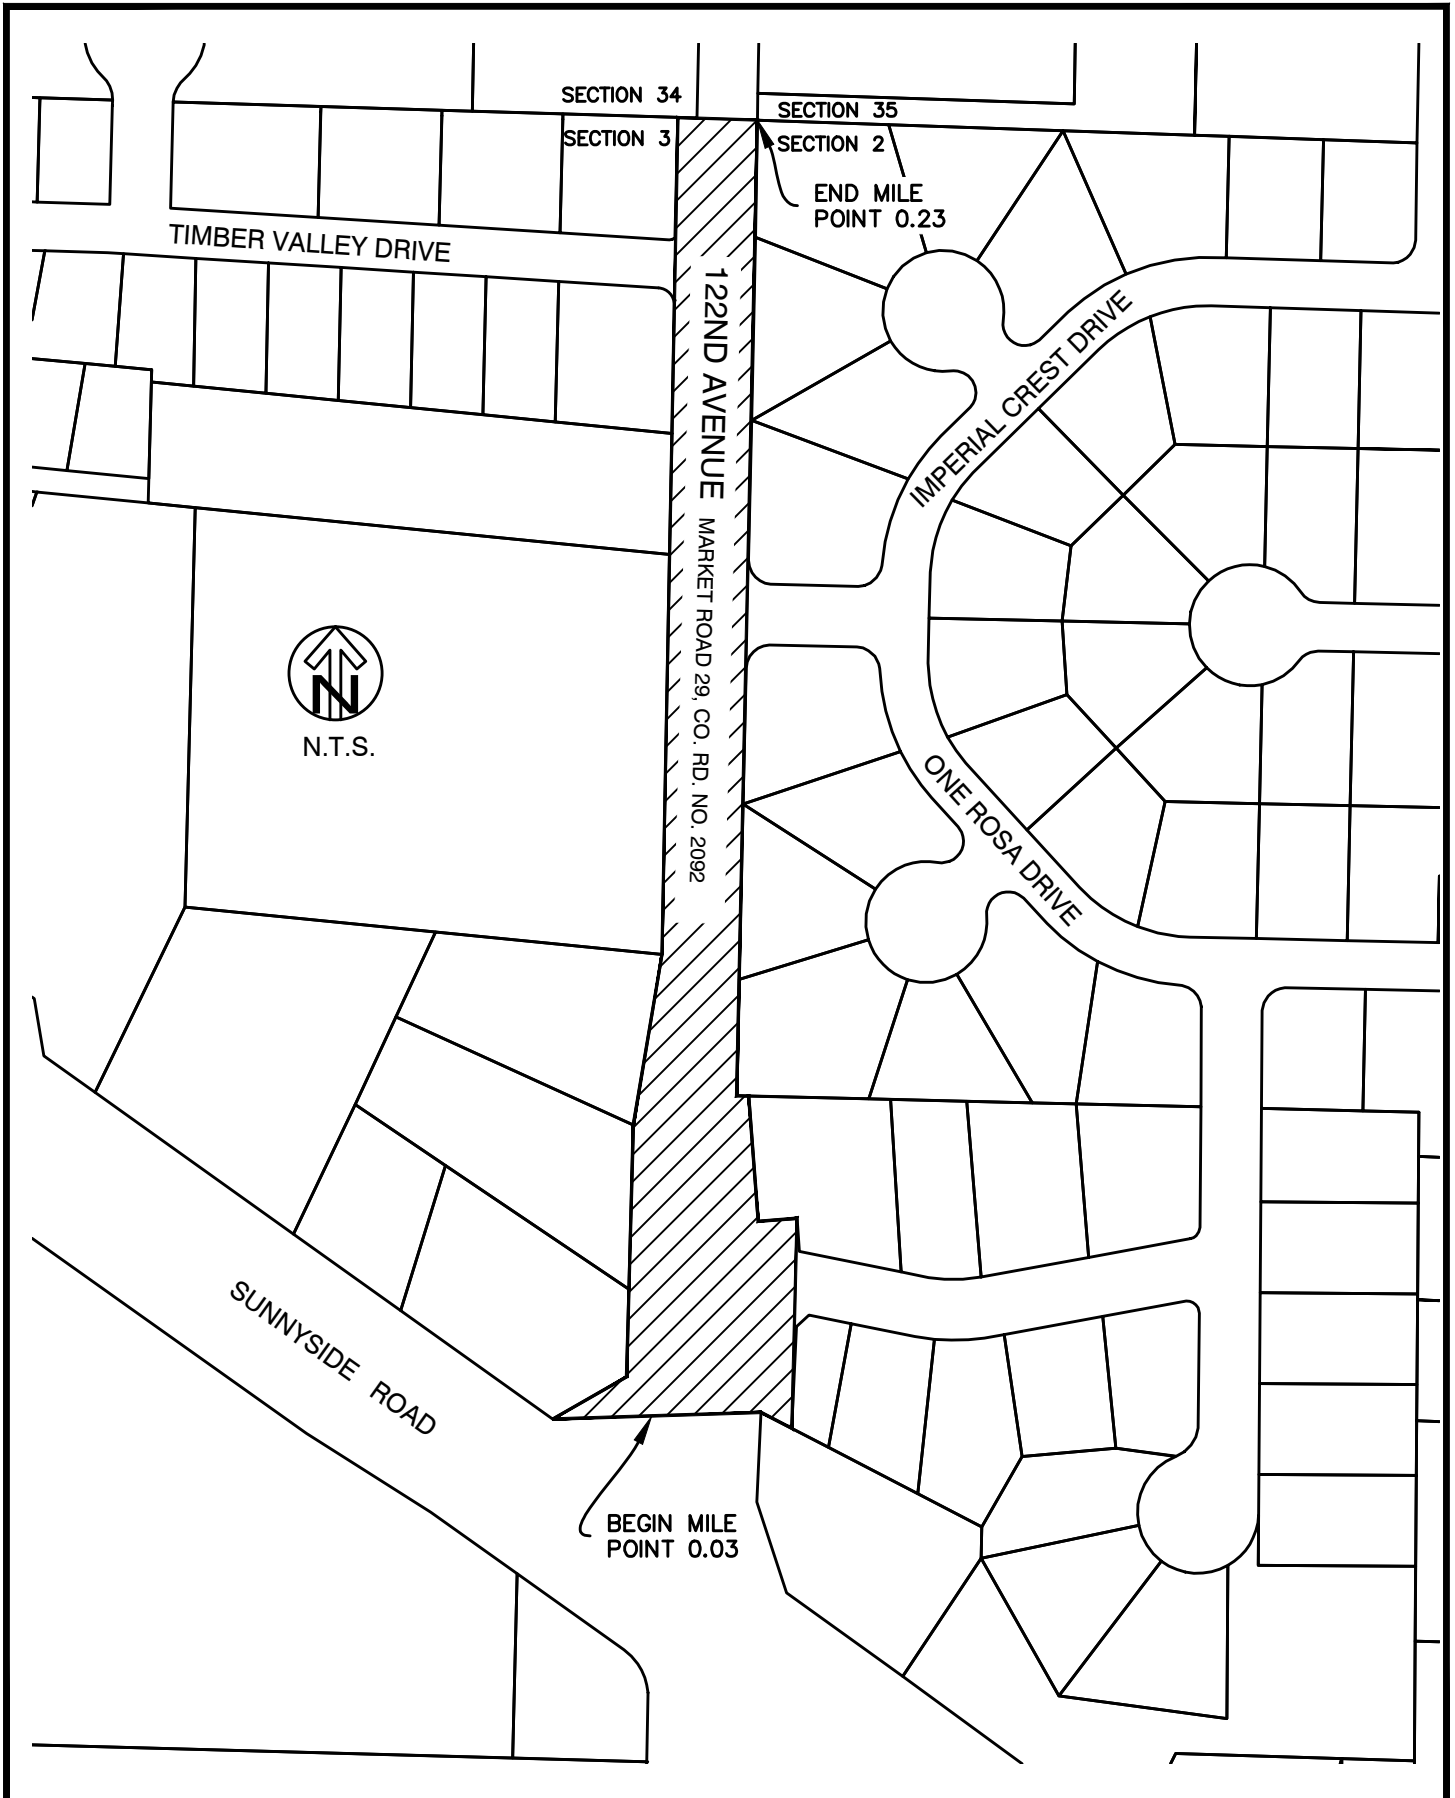 SECTION 34
SECTION 35
SECTION 3
SECTION 2
END MILE
POINT 0.23
TIMBER VALLEY DRIVE
122ND AVENUE MARKET ROAD 29, CO. RD. NO. 2092
IMPERIAL CREST DRIVE
N
N.T.S.
ONE ROSA DRIVE
SUNNYSIDE ROAD
BEGIN MILE
POINT 0.03